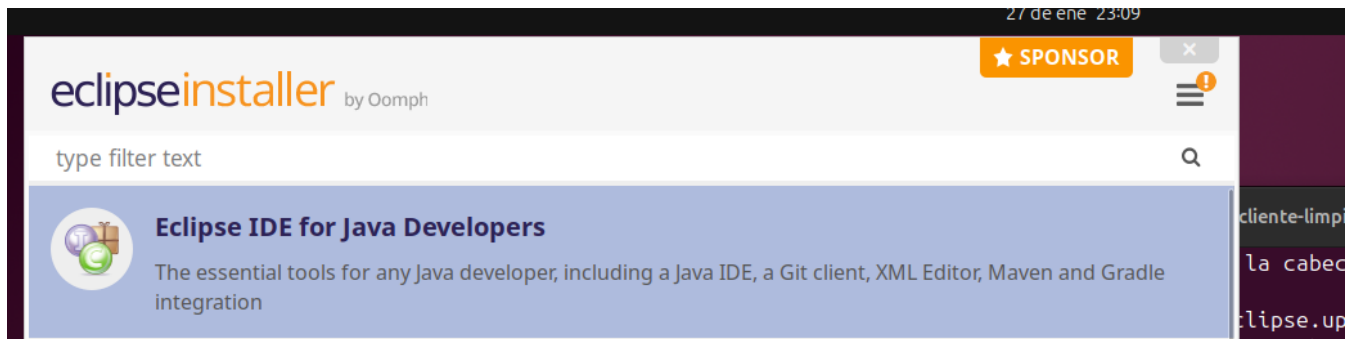 27 de ene 23:09
SPONSOR
eclipseinstaller by Oomph
type filter text
Eclipse IDE for Java Developers
The essential tools for any Java developer, including a Java IDE, a Git client, XML Editor, Maven and Gradle
integration
cliente-limpi
la cabec
clipse.up